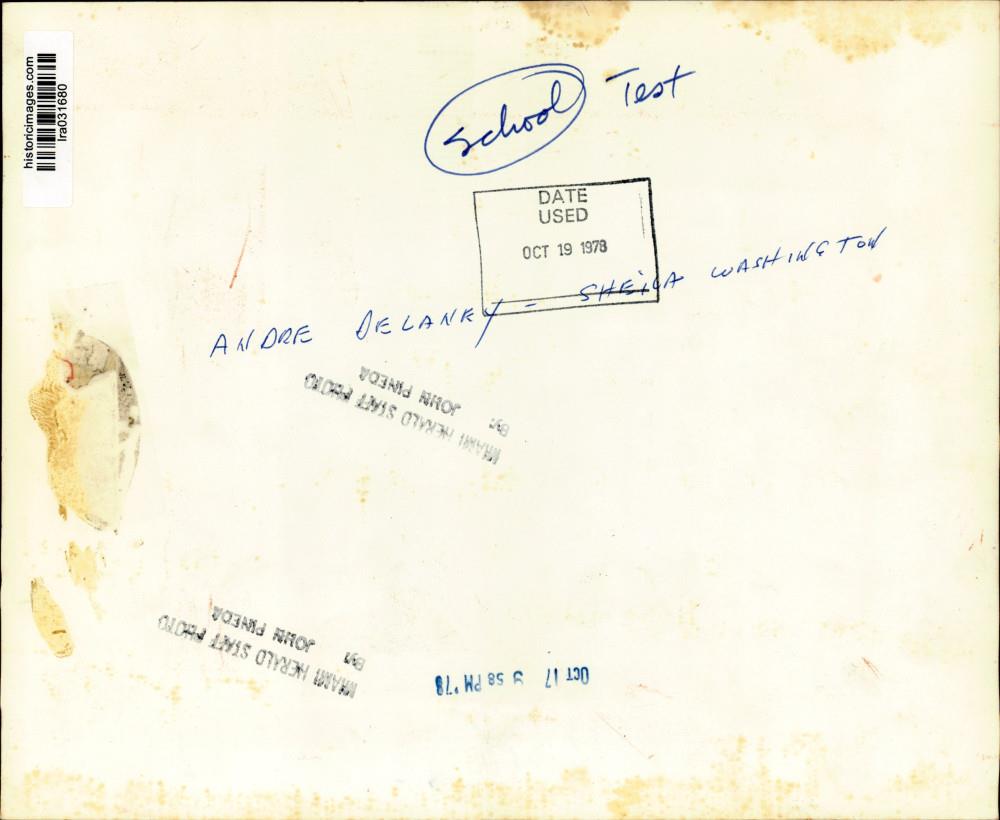 historicimages.com
lra031680
School Test
DATE
USED
OCT 19 1978
ANDRE DELANEY - SHEILA WASHINGTON
MIAMI HERALD STAFF PHOTO
By: JOHN PINEDA
MIAMI HERALD STAFF PHOTO
By: JOHN PINEDA
OCT 17 9 58 PM '78